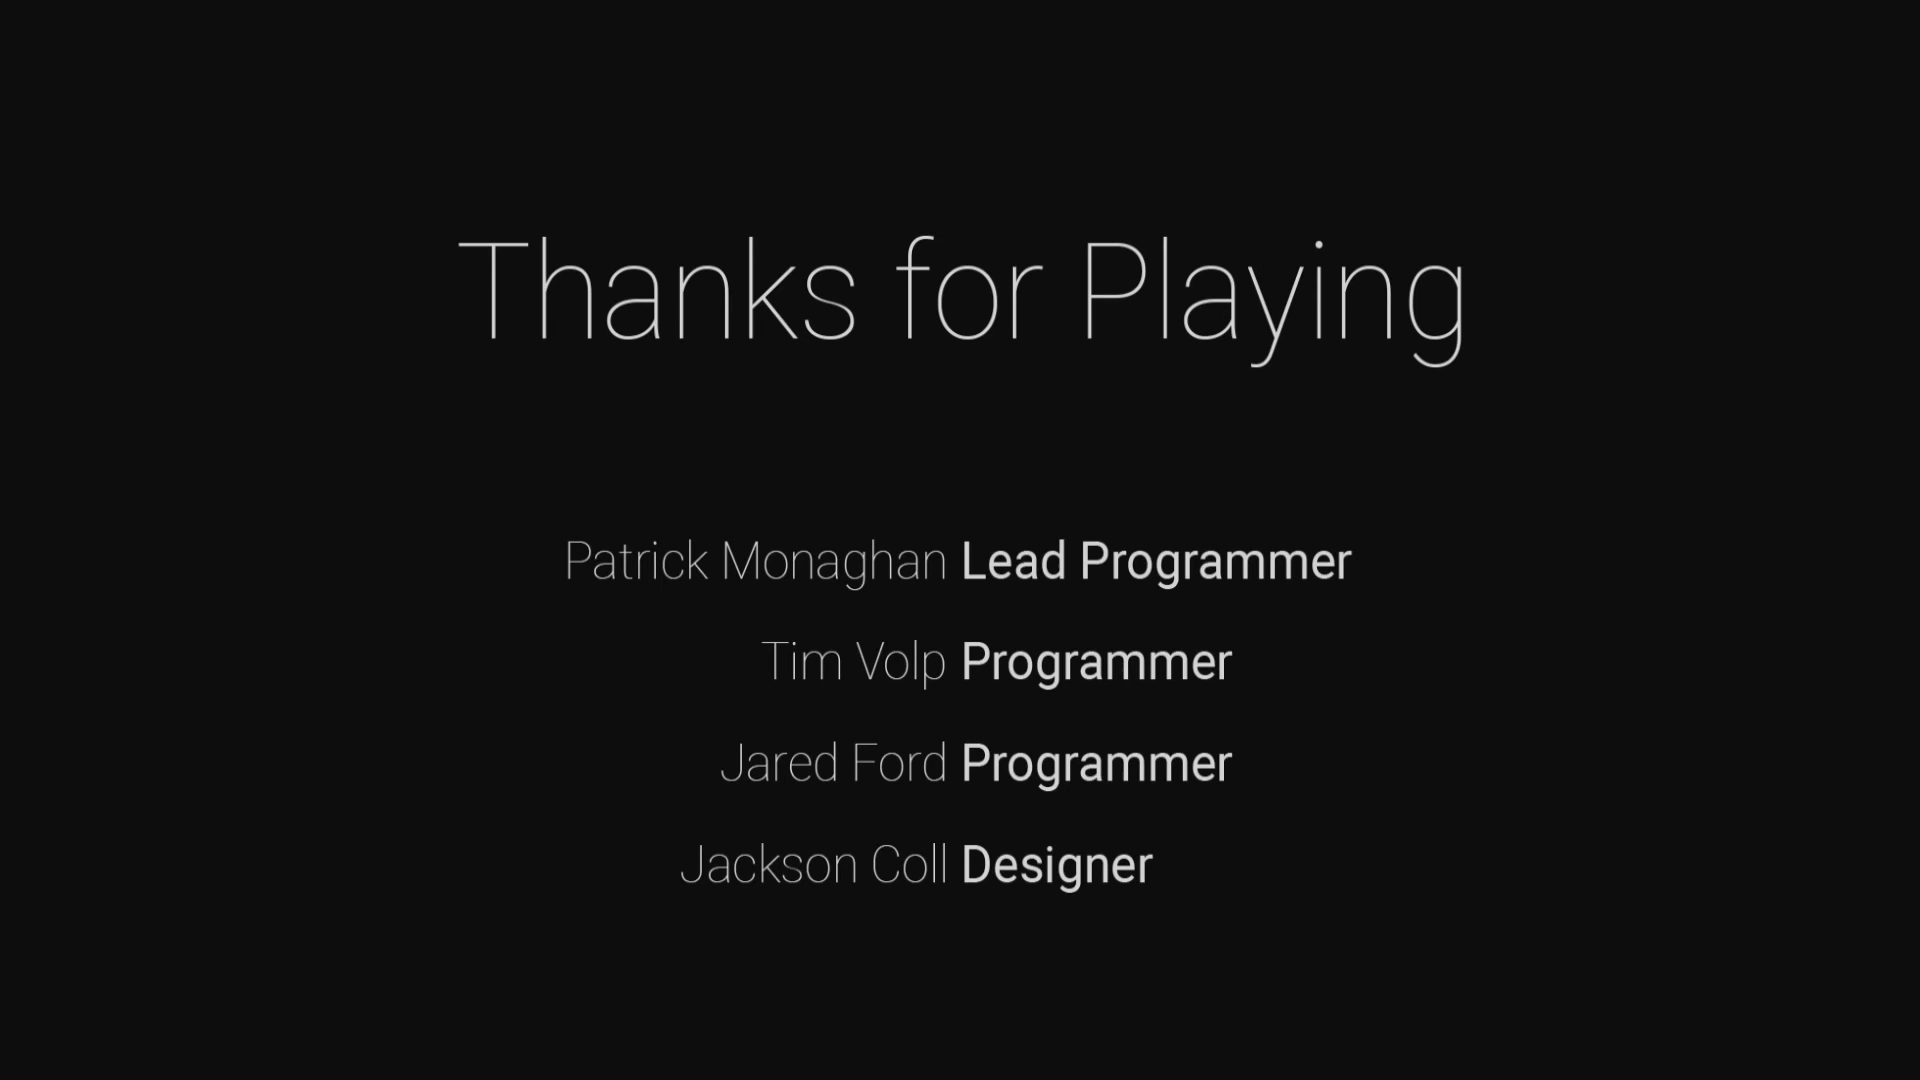 Thanks for Playing
Patrick Monaghan Lead Programmer
Tim Volp Programmer
Jared Ford Programmer
Jackson Coll Designer